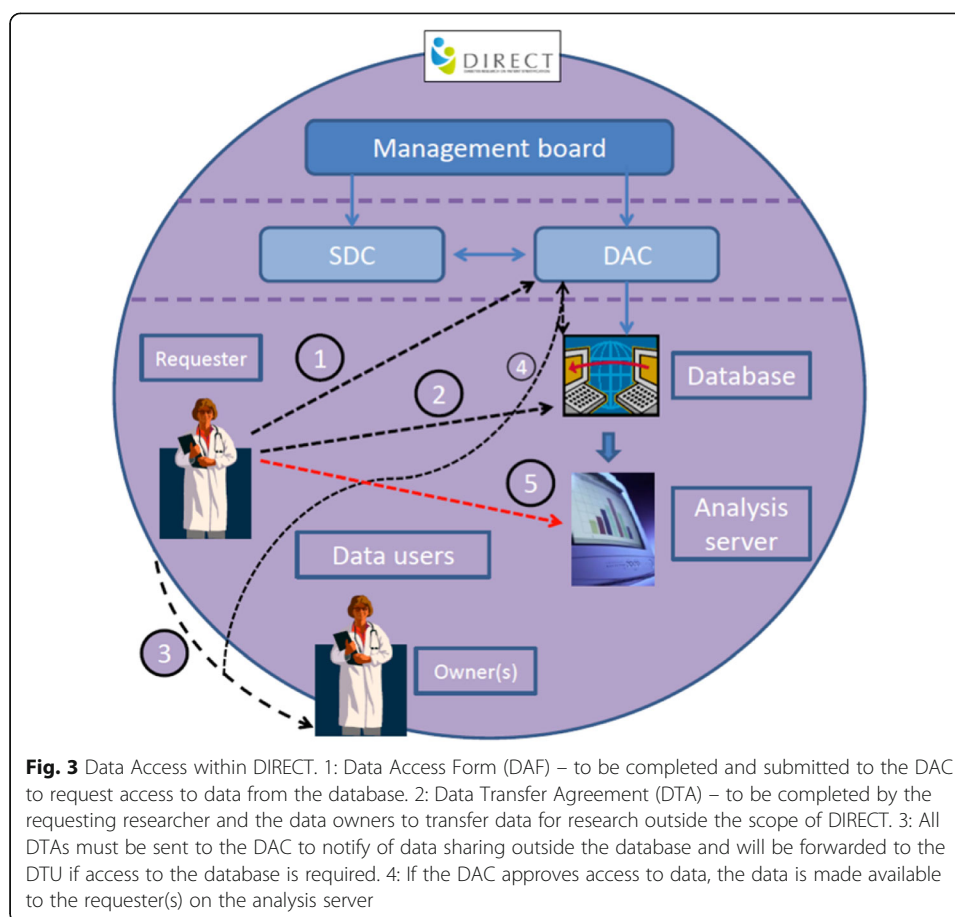 DIRECT
DIABETES RESEARCH ON PATIENT STRATIFICATION
Management board
SDC
DAC
Requester
1
4
2
Database
5
Analysis
server
Data users
3
Owner(s)
Fig. 3 Data Access within DIRECT. 1: Data Access Form (DAF) – to be completed and submitted to the DAC
to request access to data from the database. 2: Data Transfer Agreement (DTA) – to be completed by the
requesting researcher and the data owners to transfer data for research outside the scope of DIRECT. 3: All
DTAs must be sent to the DAC to notify of data sharing outside the database and will be forwarded to the
DTU if access to the database is required. 4: If the DAC approves access to data, the data is made available
to the requester(s) on the analysis server